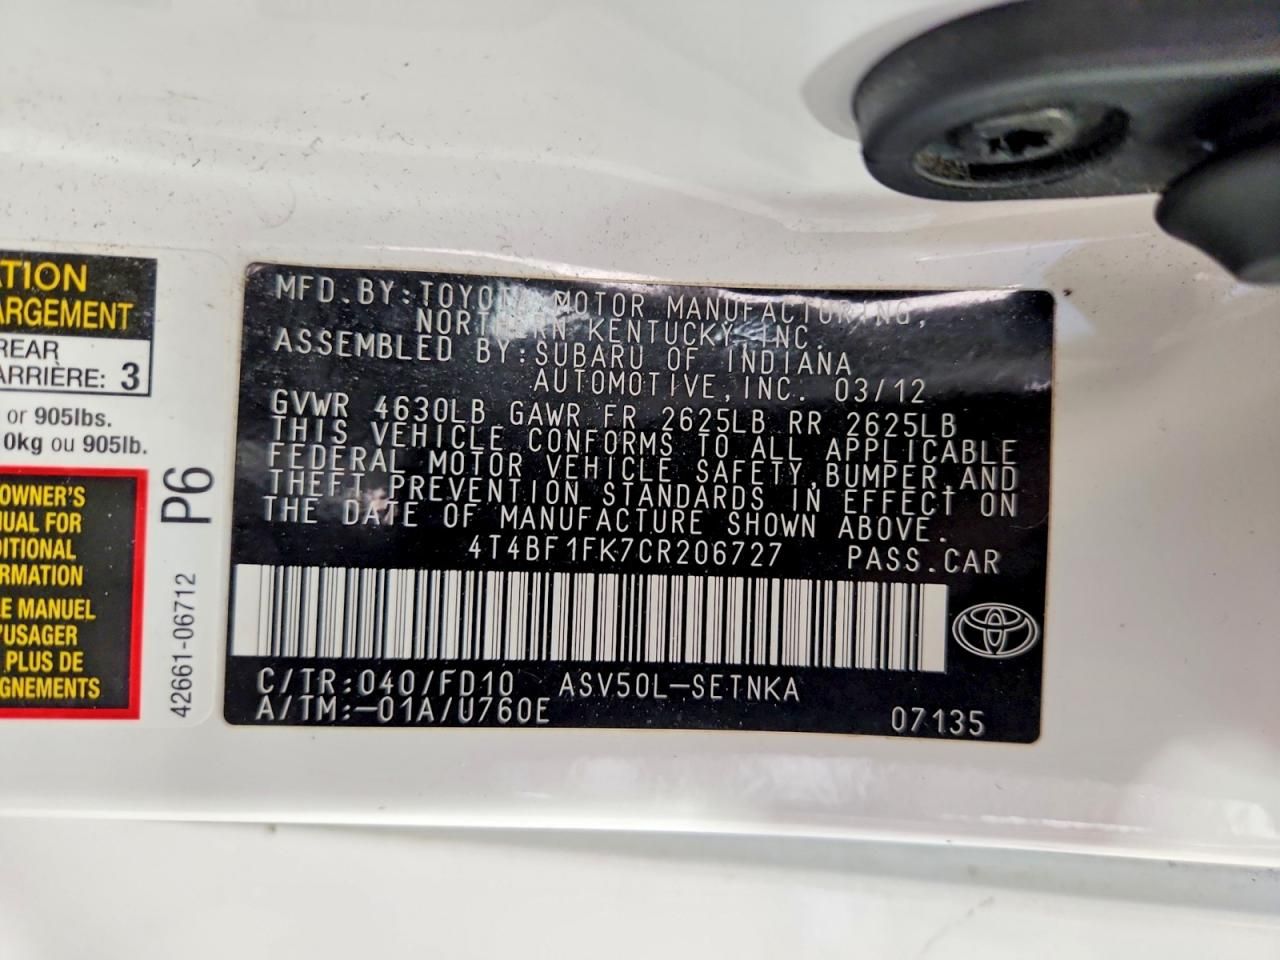 ATION
ARGEMENT
REAR
ARRIÈRE: 3
or 905lbs.
0kg ou 905lb.
OWNER'S
UAL FOR
DITIONAL
RMATION
LE MANUEL
'USAGER
PLUS DE
GNEMENTS
P6
42661-06712
MFD.BY:TOYOTA MOTOR MANUFACTURING,
NORTHERN KENTUCKY,INC.
ASSEMBLED BY:SUBARU OF INDIANA
AUTOMOTIVE,INC. 03/12
GVWR 4630LB GAWR FR 2625LB RR 2625LB
THIS VEHICLE CONFORMS TO ALL APPLICABLE
FEDERAL MOTOR VEHICLE SAFETY,BUMPER,AND
THEFT PREVENTION STANDARDS IN EFFECT ON
THE DATE OF MANUFACTURE SHOWN ABOVE.
4T4BF1FK7CR206727 PASS.CAR
C/TR:040/FD10 ASV50L-SETNKA
A/TM:-01A/U760E
07135